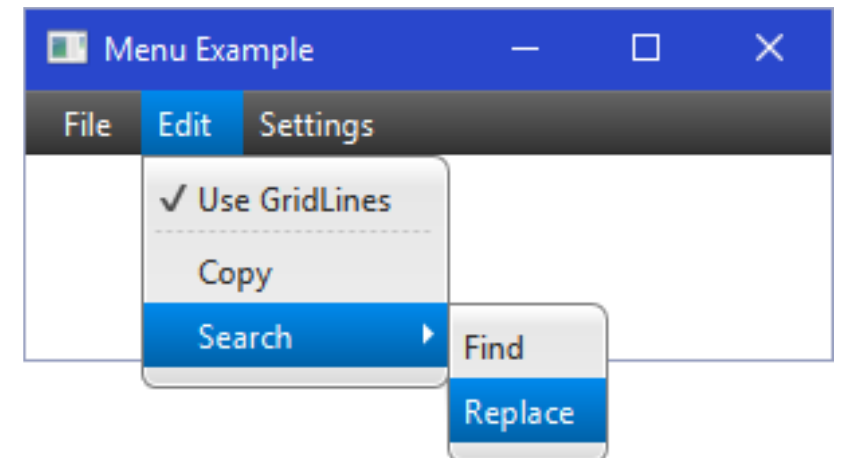 Menu Example
File Edit Settings
Use GridLines
Copy
Search
Find
Replace